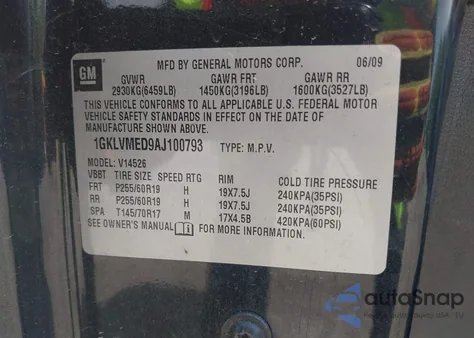 GM
MFD BY GENERAL MOTORS CORP. 06/09
GVWR GAWR FRT GAWR RR
2930KG(6459LB) 1450KG(3196LB) 1600KG(3527LB)
THIS VEHICLE CONFORMS TO ALL APPLICABLE U.S. FEDERAL MOTOR
VEHICLE SAFETY STANDARDS IN EFFECT ON THE DATE OF
MANUFACTURE SHOWN ABOVE.
1GKLVMED9AJ100793 TYPE: M.P.V.
MODEL: V14526
VBBT TIRE SIZE SPEED RTG RIM COLD TIRE PRESSURE
FRT P255/60R19 H 19X7.5J 240KPA(35PSI)
RR P255/60R19 H 19X7.5J 240KPA(35PSI)
SPA T145/70R17 M 17X4.5B 420KPA(60PSI)
SEE OWNER'S MANUAL FOR MORE INFORMATION.
autoSnap